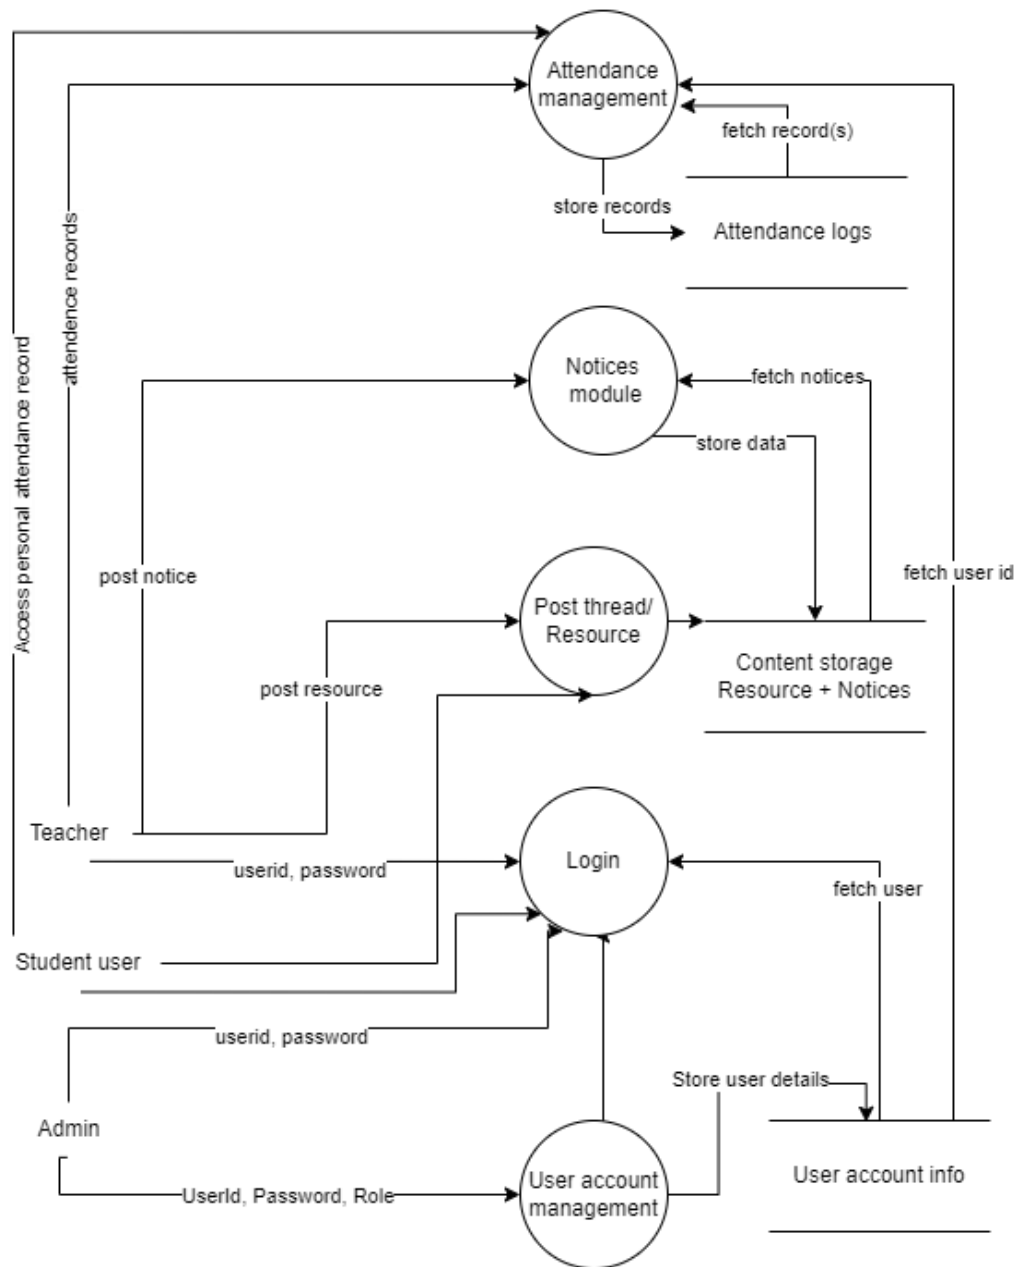 Attendance
management
fetch record(s)
store records
Attendance logs
attendence records
Access personal attendance record
Notices
module
fetch notices
store data
post notice
fetch user id
Post thread/
Resource
post resource
Content storage
Resource + Notices
Teacher
userid, password
Login
fetch user
Student user
userid, password
Store user details
Admin
UserId, Password, Role
User account
management
User account info